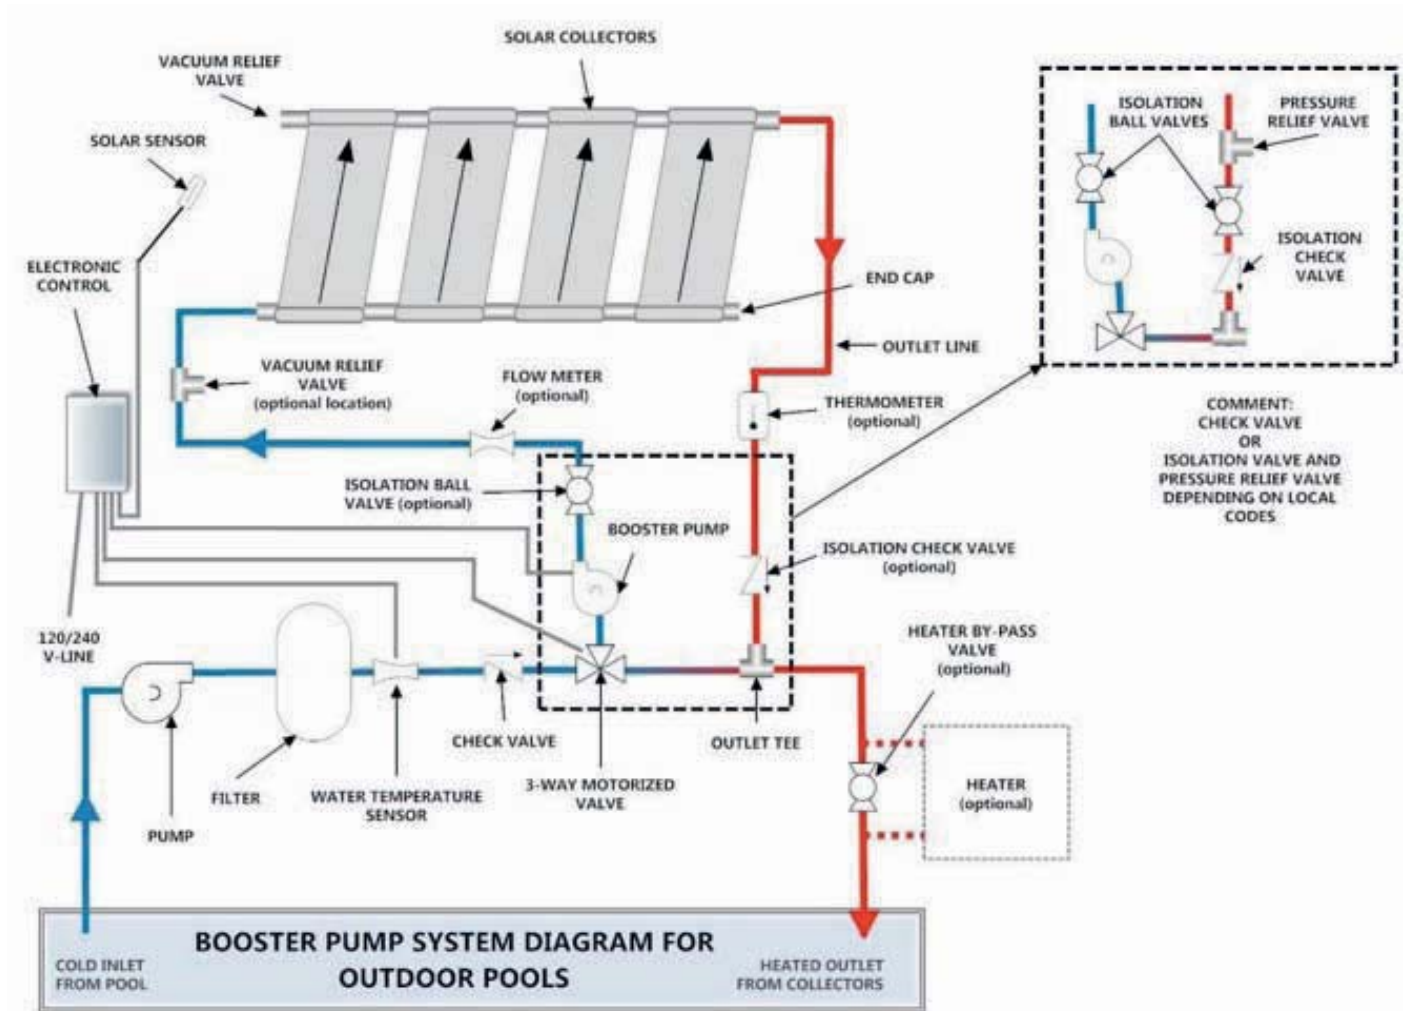 SOLAR COLLECTORS
VACUUM RELIEF
VALVE
SOLAR SENSOR
ELECTRONIC
CONTROL
END CAP
OUTLET LINE
VACUUM RELIEF
VALVE
(optional location)
FLOW METER
(optional)
THERMOMETER
(optional)
ISOLATION BALL
VALVE (optional)
BOOSTER PUMP
ISOLATION CHECK VALVE
(optional)
120/240
V-LINE
HEATER BY-PASS
VALVE
(optional)
CHECK VALVE
OUTLET TEE
3-WAY MOTORIZED
VALVE
FILTER
WATER TEMPERATURE
SENSOR
PUMP
HEATER
(optional)
ISOLATION
BALL VALVES
PRESSURE
RELIEF VALVE
ISOLATION
CHECK
VALVE
COMMENT:
CHECK VALVE
OR
ISOLATION VALVE AND
PRESSURE RELIEF VALVE
DEPENDING ON LOCAL
CODES
BOOSTER PUMP SYSTEM DIAGRAM FOR
OUTDOOR POOLS
COLD INLET
FROM POOL
HEATED OUTLET
FROM COLLECTORS